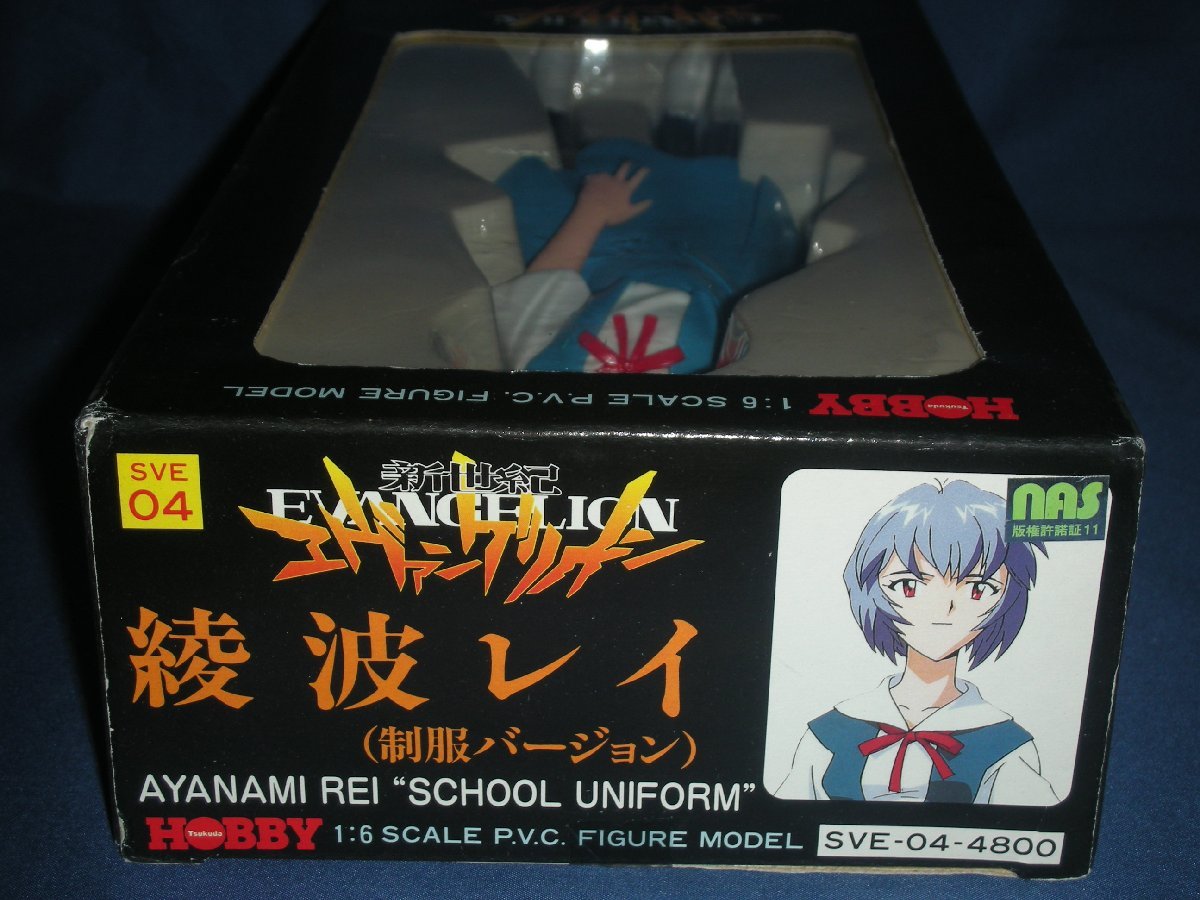 1:6 SCALE P.V.C. FIGURE MODEL
HOBBY
Tsukuda
SVE
04
新世紀
EVANGELION
エヴァンゲリオン
nas
版権許諾証11
綾波レイ
(制服バージョン)
AYANAMI REI “SCHOOL UNIFORM”
HOBBY
Tsukuda
1:6 SCALE P.V.C. FIGURE MODEL
SVE-04-4800